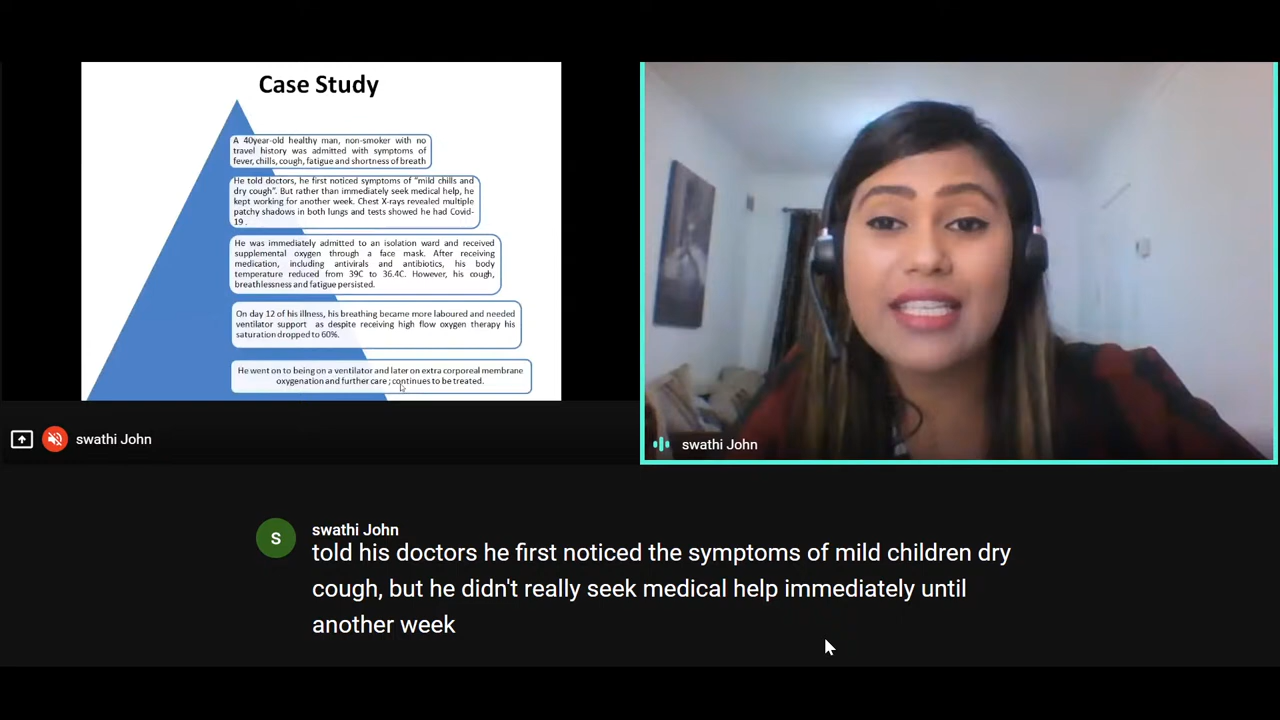 Case Study
A 40year-old healthy man, non-smoker with no
travel history was admitted with symptoms of
fever, chills, cough, fatigue and shortness of breath
He told doctors, he first noticed symptoms of "mild chills and
dry cough". But rather than immediately seek medical help, he
kept working for another week. Chest X-rays revealed multiple
patchy shadows in both lungs and tests showed he had Covid-
19 .
He was immediately admitted to an isolation ward and received
supplemental oxygen through a face mask. After receiving
medication, including antivirals and antibiotics, his body
temperature reduced from 39C to 36.4C. However, his cough,
breathlessness and fatigue persisted.
On day 12 of his illness, his breathing became more laboured and needed
ventilator support as despite receiving high flow oxygen therapy his
saturation dropped to 60%.
He went on to being on a ventilator and later on extra corporeal membrane
oxygenation and further care ; continues to be treated.
swathi John
swathi John
S
swathi John
told his doctors he first noticed the symptoms of mild children dry
cough, but he didn't really seek medical help immediately until
another week